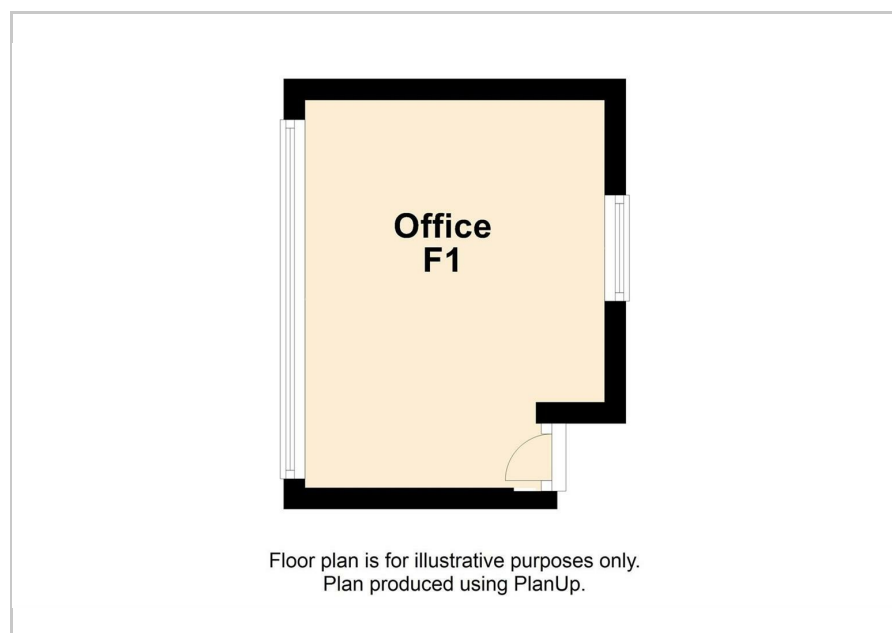 Office
F1
Floor plan is for illustrative purposes only.
Plan produced using PlanUp.